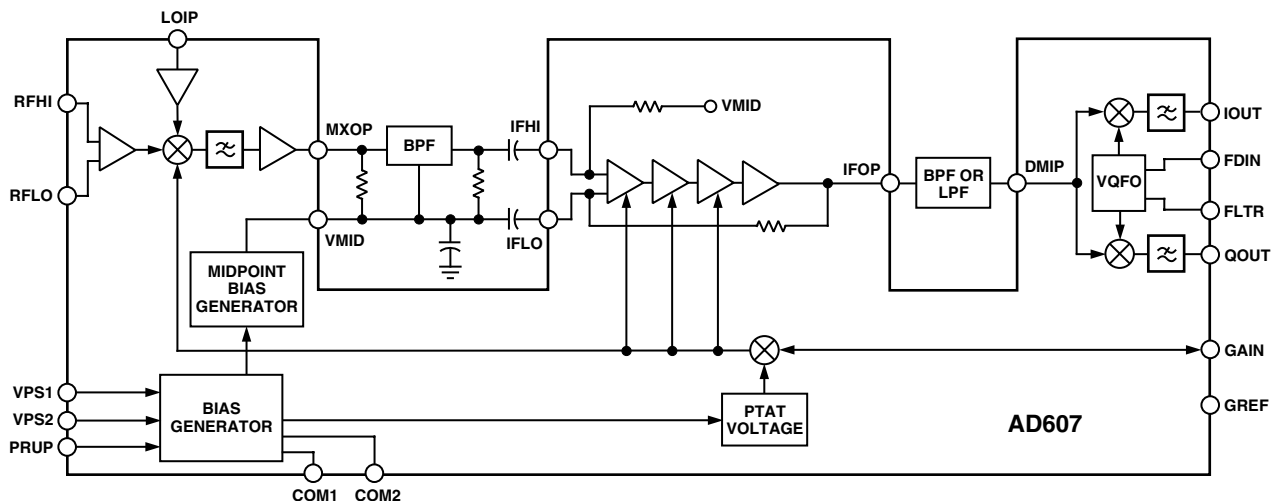 LOIP
RFHI
RFLO
MXOP
BPF
IFHI
VMID
VMID
IFLO
MIDPOINT
BIAS
GENERATOR
IFOP
BPF OR
LPF
DMIP
VQFO
IOUT
FDIN
FLTR
QOUT
GAIN
GREF
VPS1
VPS2
PRUP
BIAS
GENERATOR
PTAT
VOLTAGE
AD607
COM1
COM2